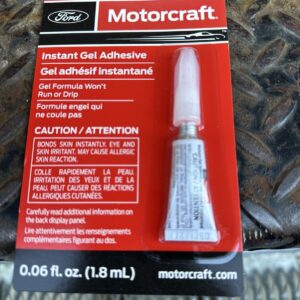 Ford
Motorcraft®
Instant Gel Adhesive
Gel adhésif instantané
Gel Formula Won't
Run or Drip
Formule engel qui
ne coule pas
CAUTION / ATTENTION
BONDS SKIN INSTANTLY. EYE AND
SKIN IRRITANT. MAY CAUSE ALLERGIC
SKIN REACTION.
COLLE RAPIDEMENT LA PEAU.
IRRITATION DES YEUX ET DE LA
PEAU. PEUT CAUSER DES RÉACTIONS
ALLERGIQUES CUTANÉES.
Carefully read additional information on
the back display panel.
Lire attentivement les renseignements
complémentaires figurant au dos.
0.06 fl. oz. (1.8 mL)
motorcraft.com